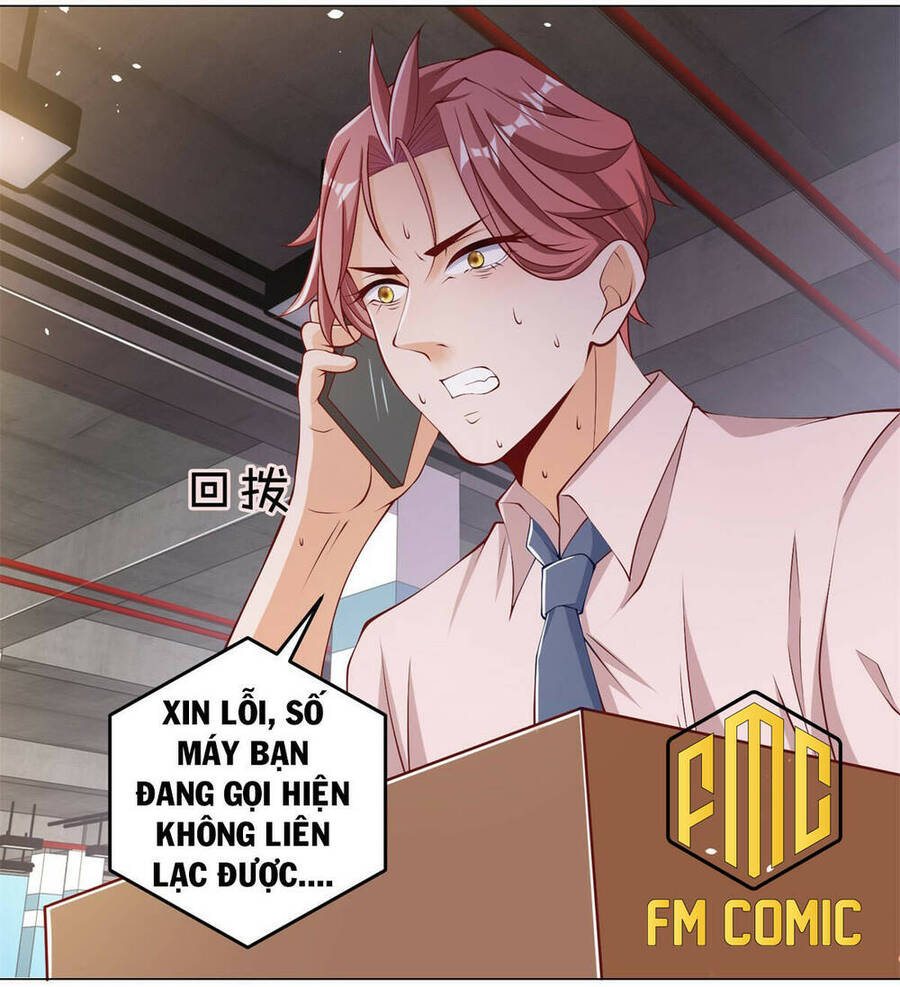 回拨
XIN LỖI, SỐ
MÁY BẠN
ĐANG GỌI HIỆN
KHÔNG LIÊN
LẠC ĐƯỢC....
FMC
FM COMIC